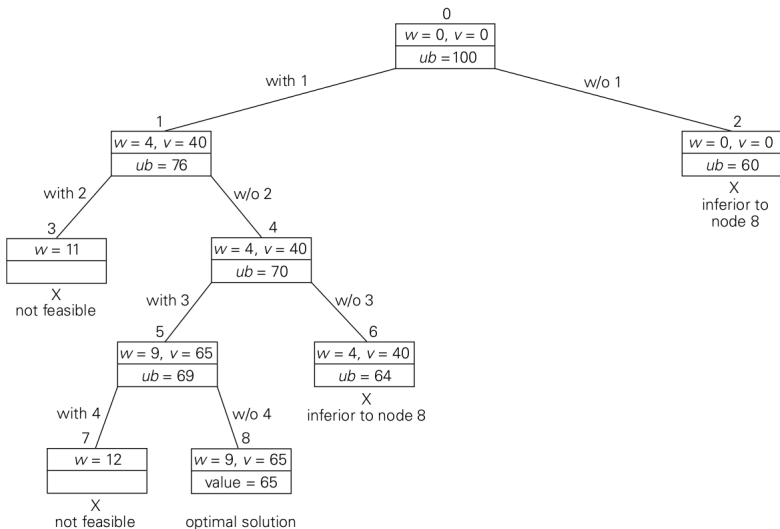 0
w = 0, v = 0
ub =100
with 1
w/o 1
1
w = 4, v = 40
ub = 76
2
w = 0, v = 0
ub = 60
X
inferior to
node 8
with 2
w/o 2
3
w = 11
X
not feasible
4
w = 4, v = 40
ub = 70
with 3
w/o 3
5
w = 9, v = 65
ub = 69
6
w = 4, v = 40
ub = 64
X
inferior to node 8
with 4
w/o 4
7
w = 12
X
not feasible
8
w = 9, v = 65
value = 65
optimal solution